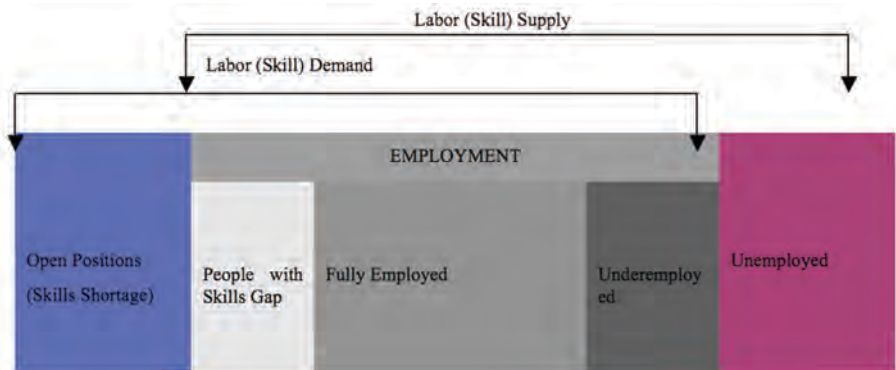 Labor (Skill) Supply
Labor (Skill) Demand
EMPLOYMENT
Open Positions
(Skills Shortage)
People with
Skills Gap
Fully Employed
Underemploy
ed
Unemployed